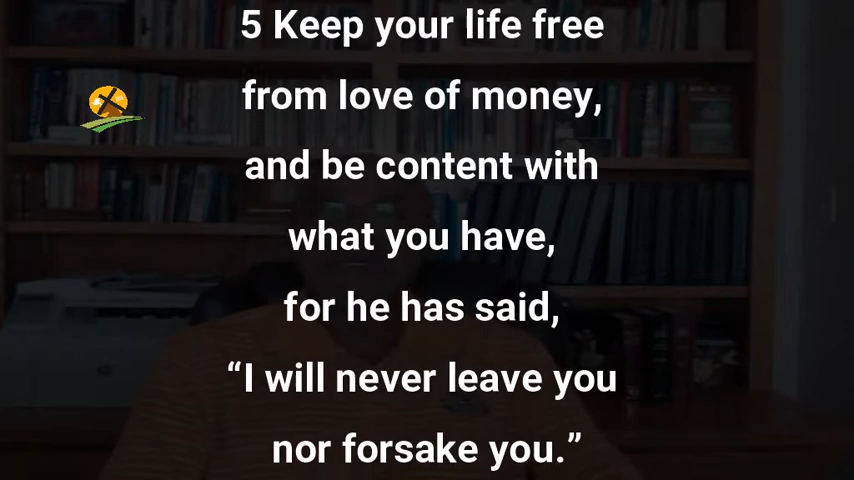 5 Keep your life free
from love of money,
and be content with
what you have,
for he has said,
“I will never leave you
nor forsake you.”